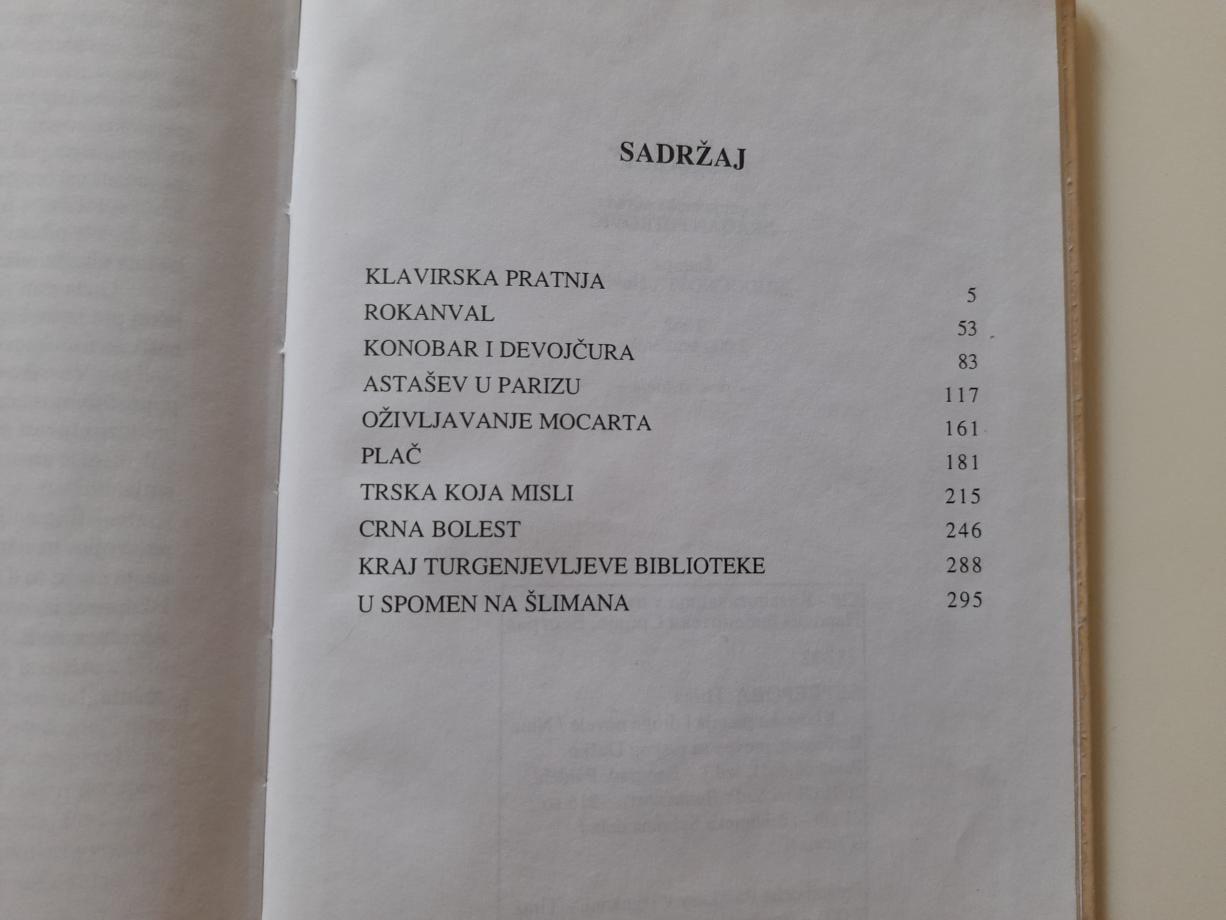 SADRŽAJ
KLAVIRSKA PRATNJA 5
ROKANVAL 53
KONOBAR I DEVOJČURA 83
ASTAŠEV U PARIZU 117
OŽIVLJAVANJE MOCARTA 161
PLAČ 181
TRSKA KOJA MISLI 215
CRNA BOLEST 246
KRAJ TURGENJEVLJEVE BIBLIOTEKE 288
U SPOMEN NA ŠLIMANA 295